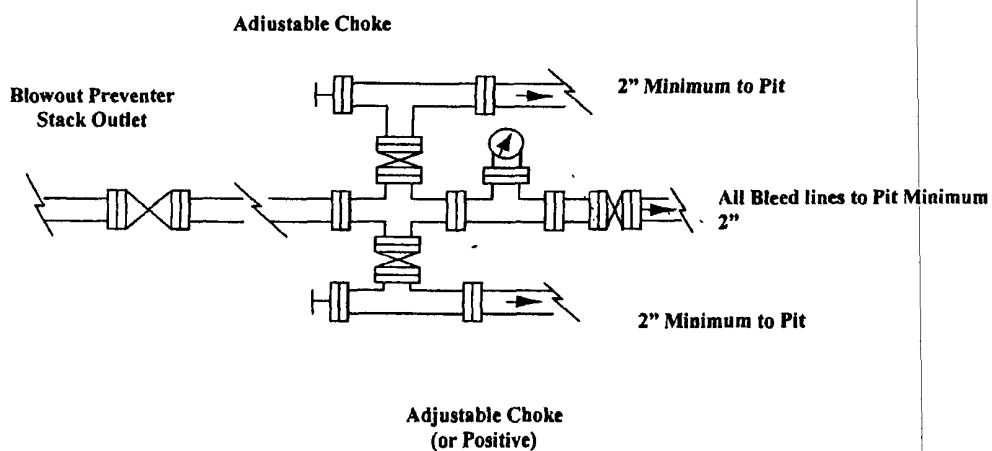 Adiustable Choke
2” Minimum to Pit
Blowout Preventer
Stack Outlet
All Bleed lines to Pit Minimum
2”
2” Minimum to Pit
Adjustable Choke
(or Positive)